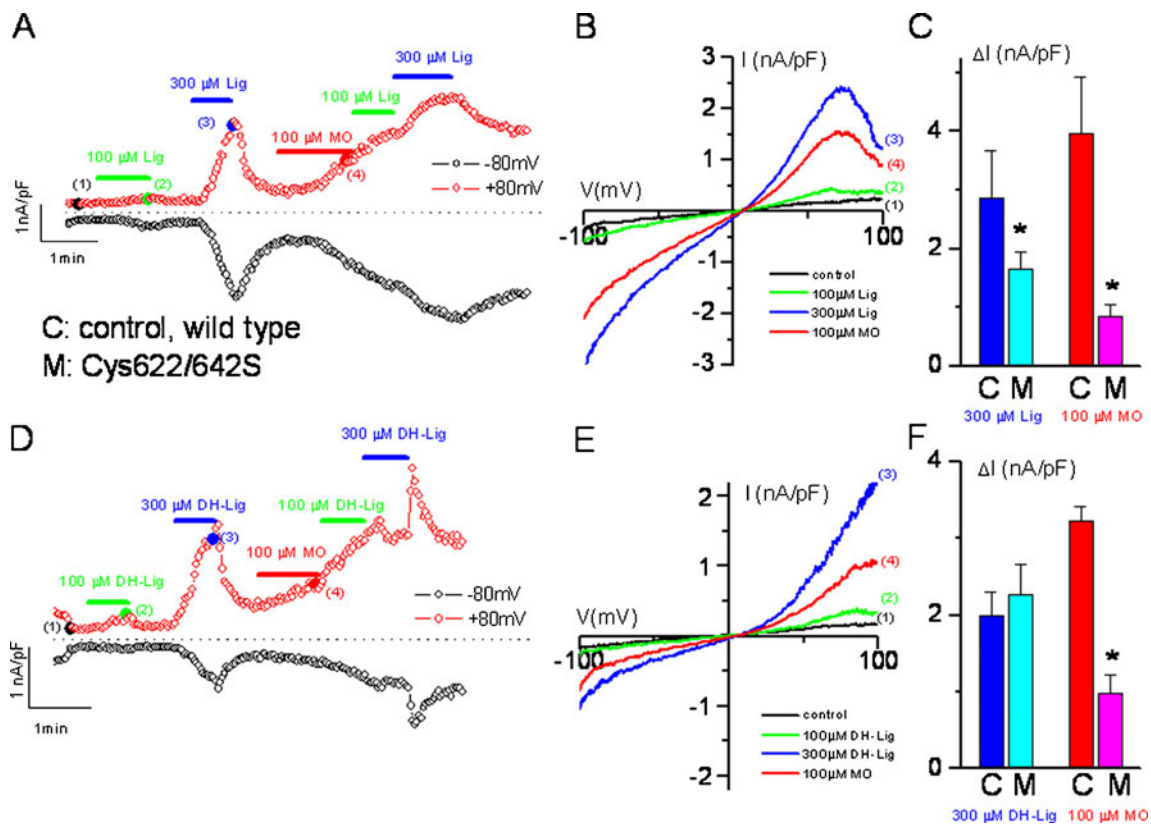 A
300 µM Lig
300 µM Lig
100 µM Lig
(3)
100 µM MO
100 µM Lig
(4)
(1)
(2)
-80mV
+80mV
1nA/pF
1min
C: control, wild type
M: Cys622/642S
B
I (nA/pF)
3
2
1
V(mV)
-100
100
-1
-2
-3
(3)
(4)
(2)
(1)
control
100µM Lig
300µM Lig
100µM MO
C
ΔI (nA/pF)
4
2
0
*
*
C M C M
300 µM Lig 100 µM MO
D
300 µM DH-Lig
300 µM DH-Lig
100 µM DH-Lig
(3)
100 µM MO
100 µM DH-Lig
(2)
(4)
(1)
-80mV
+80mV
1 nA/pF
1min
E
I (nA/pF)
2
1
V(mV)
-100
100
-1
-2
(3)
(4)
(2)
(1)
control
100µM DH-Lig
300µM DH-Lig
100µM MO
F
ΔI (nA/pF)
4
2
0
*
C M C M
300 µM DH-Lig 100 µM MO